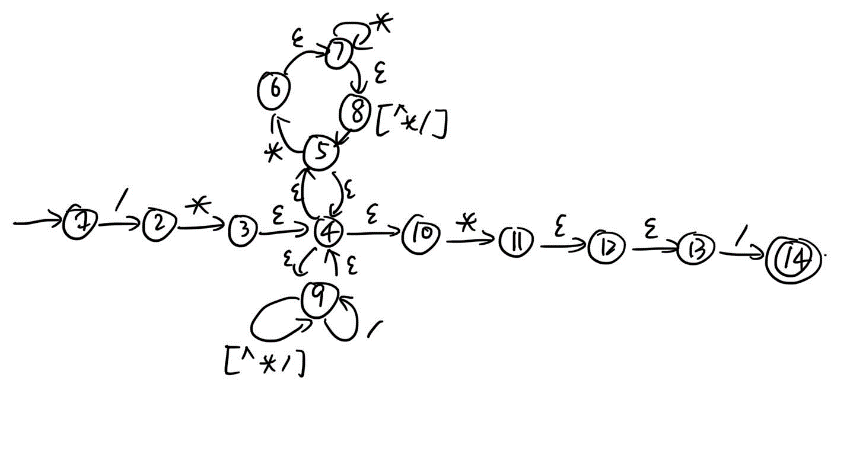 ε 7 *
6 ε
8 [^*/]
* 5
ε ε
/ * ε ε * ε ε /
1 2 3 4 10 11 12 13 14
ε ε
9
/
[^*/]